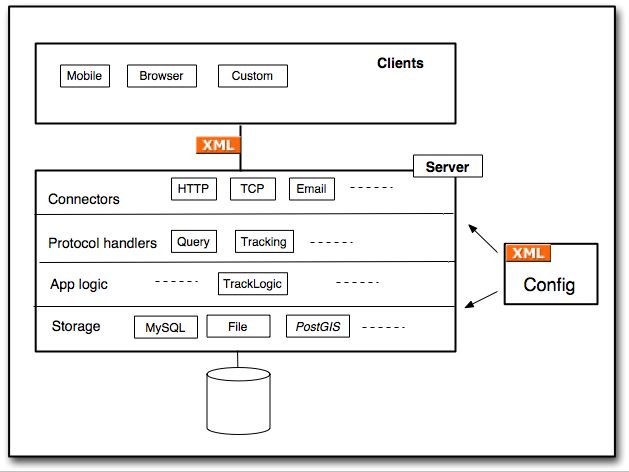 Clients
Mobile Browser Custom
XML
Server
Connectors HTTP TCP Email
Protocol handlers Query Tracking
XML
Config
App logic TrackLogic
Storage MySQL File PostGIS